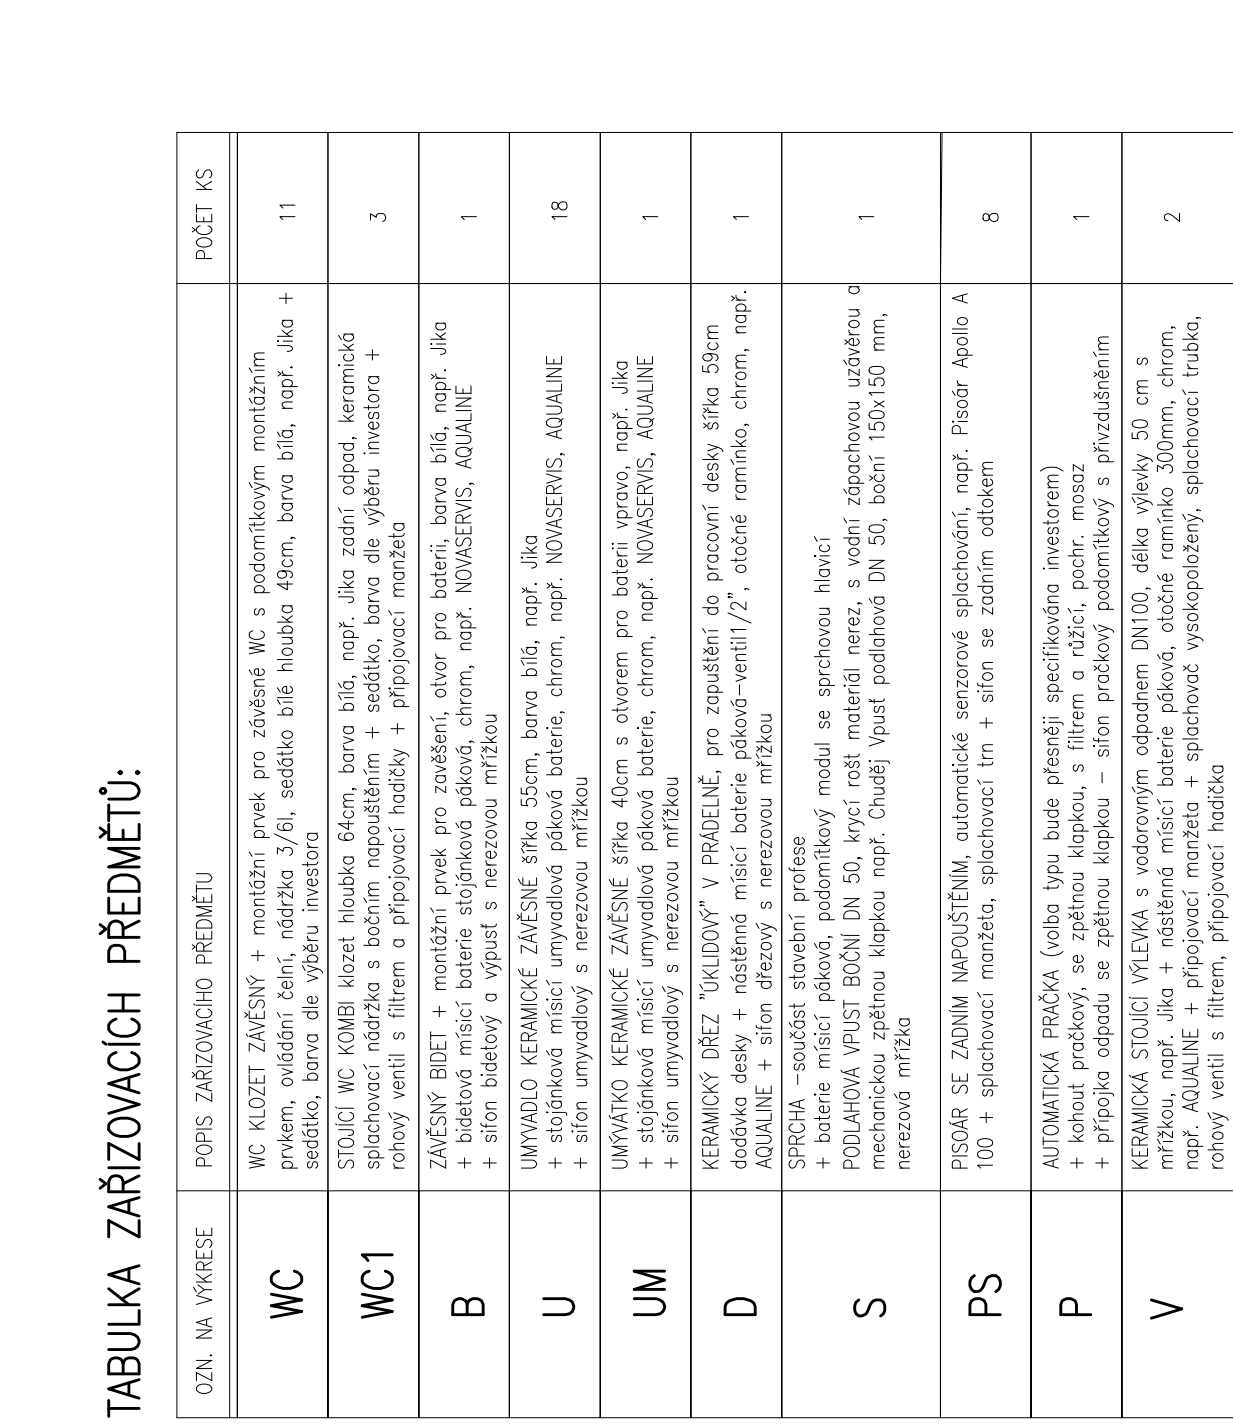 TABULKA ZAŘIZOVACÍCH PŘEDMĚTŮ:
OZN. NA VÝKRESE POPIS ZAŘIZOVACÍHO PŘEDMĚTU POČET KS
WC
WC KLOZET ZÁVĚSNÝ + montážní prvek pro závěsné WC s podomítkovým montážním
prvkem, ovládání čelní, nádržka 3/6l, sedátko bílé hloubka 49cm, barva bílá, např. Jika +
sedátko, barva dle výběru investora
11
WC1
STOJÍCÍ WC KOMBI klozet hloubka 64cm, barva bílá, např. Jika zadní odpad, keramická
splachovací nádržka s bočním napouštěním + sedátko, barva dle výběru investora +
rohový ventil s filtrem a připojovací hadičky + připojovací manžeta
3
B
ZÁVĚSNÝ BIDET + montážní prvek pro zavěšení, otvor pro baterii, barva bílá, např. Jika
+ bidetová mísicí baterie stojánková páková, chrom, např. NOVASERVIS, AQUALINE
+ sifon bidetový a výpusť s nerezovou mřížkou
1
U
UMYVADLO KERAMICKÉ ZÁVĚSNÉ šířka 55cm, barva bílá, např. Jika
+ stojánková mísicí umyvadlová páková baterie, chrom, např. NOVASERVIS, AQUALINE
+ sifon umyvadlový s nerezovou mřížkou
18
UM
UMÝVÁTKO KERAMICKÉ ZÁVĚSNÉ šířka 40cm s otvorem pro baterii vpravo, např. Jika
+ stojánková mísicí umyvadlová páková baterie, chrom, např. NOVASERVIS, AQUALINE
+ sifon umyvadlový s nerezovou mřížkou
1
D
KERAMICKÝ DŘEZ "ÚKLIDOVÝ" V PRÁDELNĚ, pro zapuštění do pracovní desky šířka 59cm
dodávka desky + nástěnná mísicí baterie páková-ventil1/2", otočné ramínko, chrom, např.
AQUALINE + sifon dřezový s nerezovou mřížkou
1
S
SPRCHA -součást stavební profese
+ baterie mísicí páková, podomítkový modul se sprchovou hlavicí
PODLAHOVÁ VPUST BOČNÍ DN 50, krycí rošt materiál nerez, s vodní zápachovou uzávěrou a
mechanickou zpětnou klapkou např. Chuděj Vpusť podlahová DN 50, boční 150x150 mm,
nerezová mřížka
1
PS
PISOÁR SE ZADNÍM NAPOUŠTĚNÍM, automatické senzorové splachování, např. Pisoár Apollo A
100 + splachovací manžeta, splachovací trn + sifon se zadním odtokem
8
P
AUTOMATICKÁ PRAČKA (volba typu bude přesněji specifikována investorem)
+ kohout pračkový, se zpětnou klapkou, s filtrem a růžicí, pochr. mosaz
+ přípojka odpadu se zpětnou klapkou - sifon pračkový podomítkový s přivzdušněním
1
V
KERAMICKÁ STOJÍCÍ VÝLEVKA s vodorovným odpadnem DN100, délka výlevky 50 cm s
mřížkou, např. Jika + nástěnná mísicí baterie páková, otočné ramínko 300mm, chrom,
např. AQUALINE + připojovací manžeta + splachovač vysokopoložený, splachovací trubka,
rohový ventil s filtrem, připojovací hadička
2